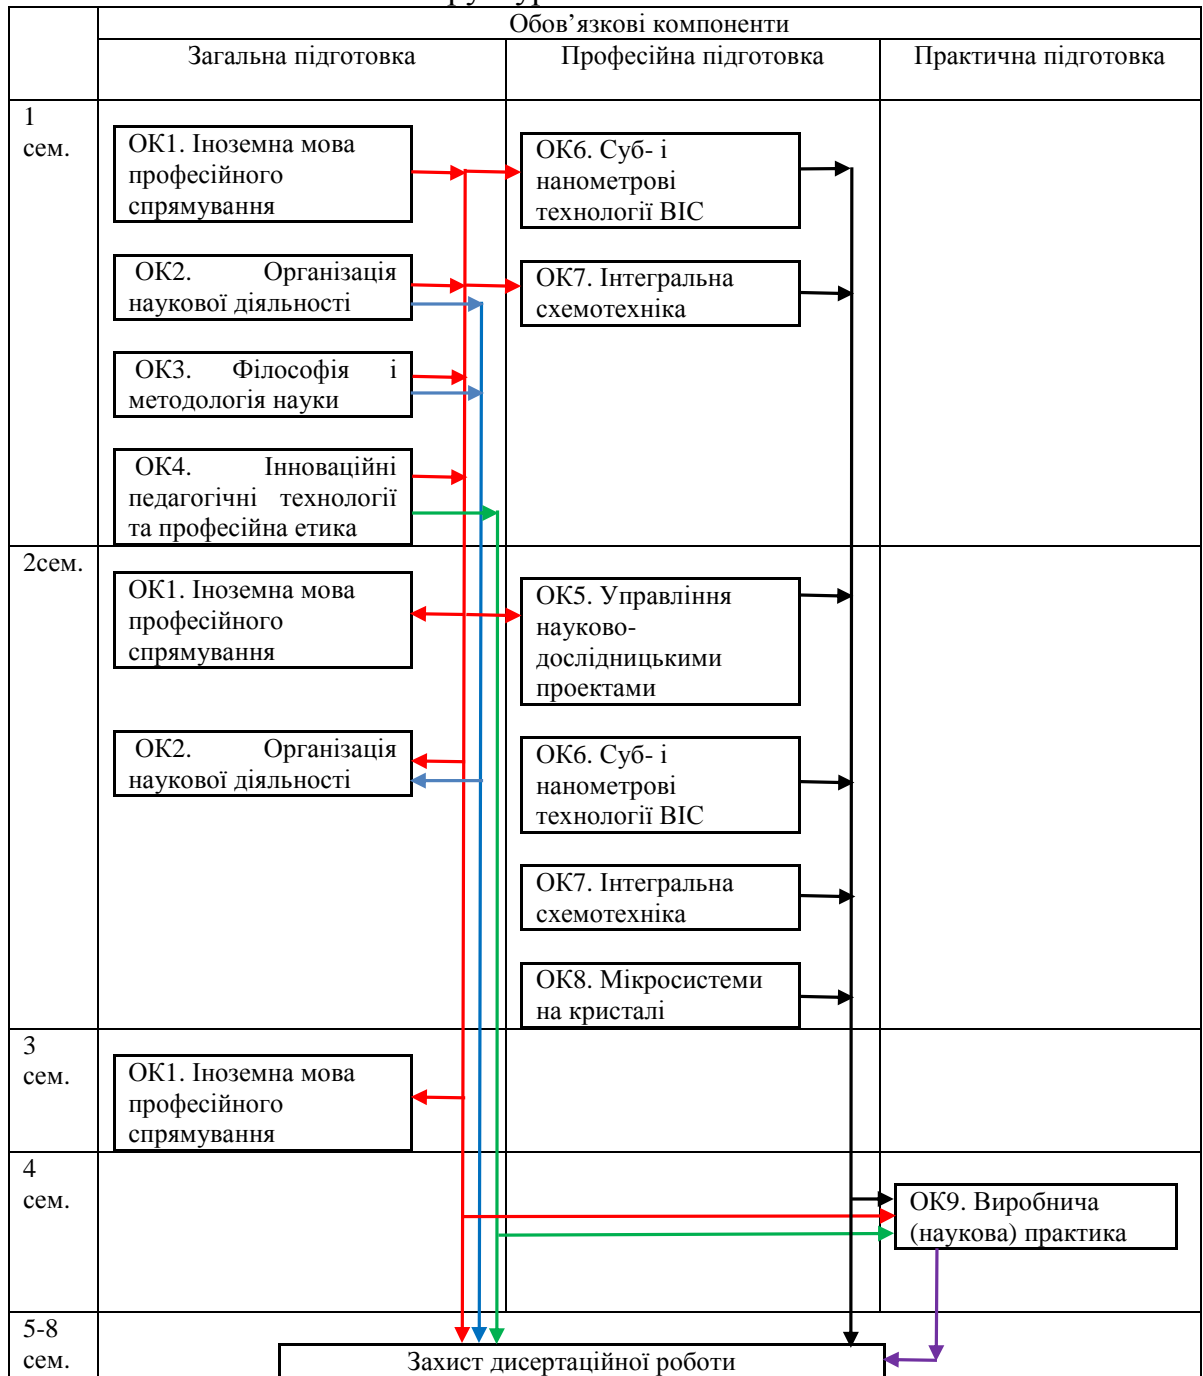 Обов’язкові компоненти
Загальна підготовка
Професійна підготовка
Практична підготовка
1
сем.
ОК1. Іноземна мова
професійного
спрямування
ОК6. Суб- і
нанометрові
технології ВІС
ОК2. Організація
наукової діяльності
ОК7. Інтегральна
схемотехніка
ОК3. Філософія і
методологія науки
ОК4. Інноваційні
педагогічні технології
та професійна етика
2сем.
ОК1. Іноземна мова
професійного
спрямування
ОК5. Управління
науково-
дослідницькими
проектами
ОК2. Організація
наукової діяльності
ОК6. Суб- і
нанометрові
технології ВІС
ОК7. Інтегральна
схемотехніка
ОК8. Мікросистеми
на кристалі
3
сем.
ОК1. Іноземна мова
професійного
спрямування
4
сем.
ОК9. Виробнича
(наукова) практика
5-8
сем.
Захист дисертаційної роботи